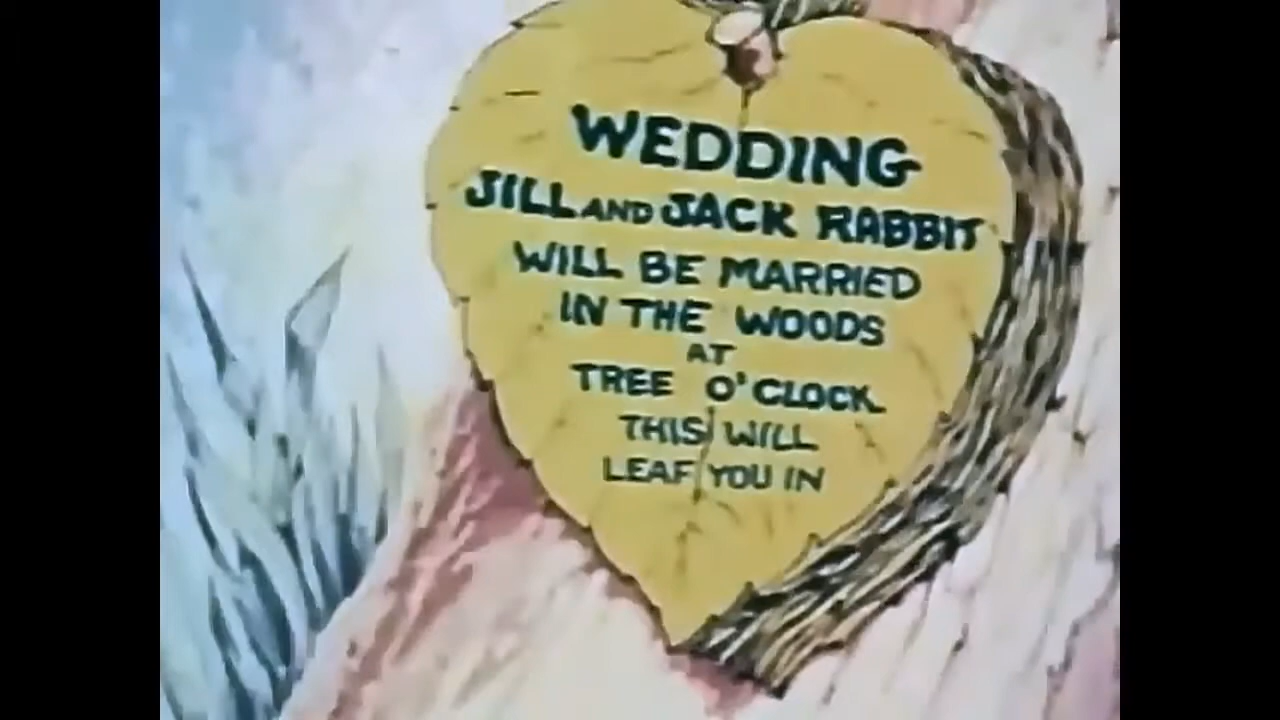 WEDDING
JILL AND JACK RABBIT
WILL BE MARRIED
IN THE WOODS
AT
TREE O'CLOCK
THIS WILL
LEAF YOU IN